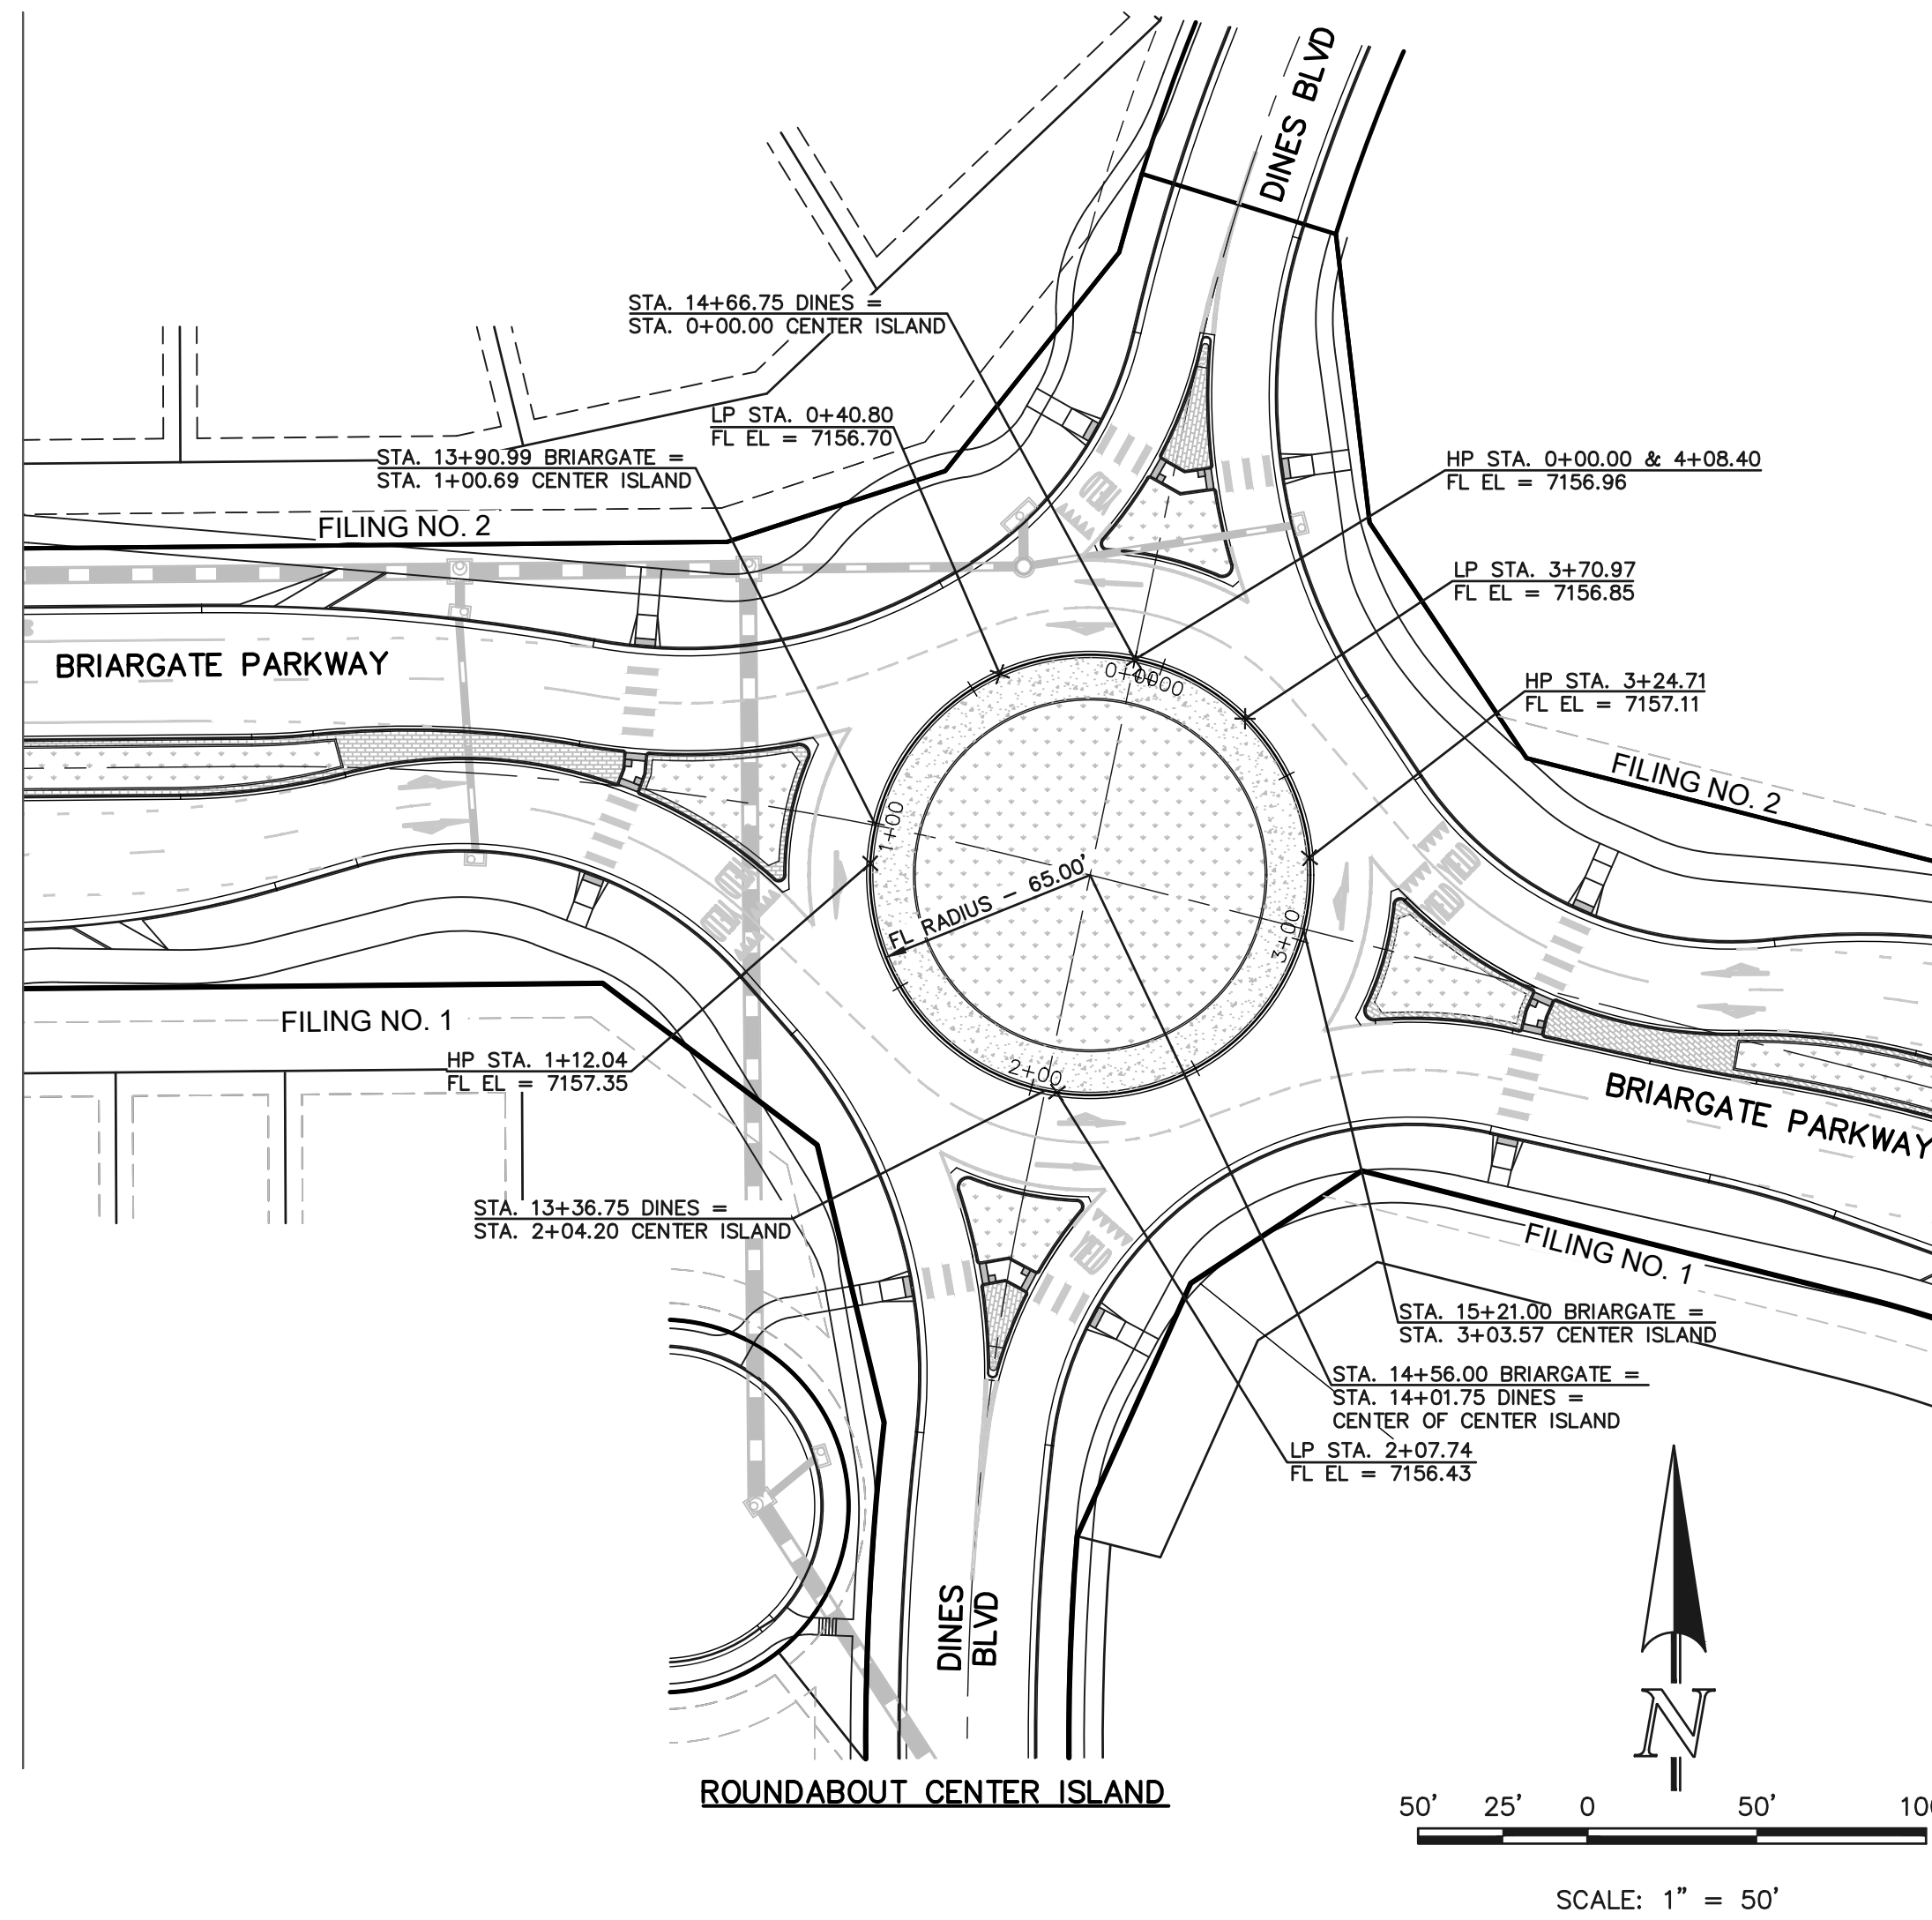 DINES BLVD
STA. 14+66.75 DINES =
STA. 0+00.00 CENTER ISLAND
LP STA. 0+40.80
FL EL = 7156.70
STA. 13+90.99 BRIARGATE =
STA. 1+00.69 CENTER ISLAND
HP STA. 0+00.00 & 4+08.40
FL EL = 7156.96
FILING NO. 2
LP STA. 3+70.97
FL EL = 7156.85
BRIARGATE PARKWAY
0+00
4+00
HP STA. 3+24.71
FL EL = 7157.11
FILING NO. 2
1+00
FL RADIUS - 65.00'
3+00
FILING NO. 1
HP STA. 1+12.04
FL EL = 7157.35
2+00
BRIARGATE PARKWAY
STA. 13+36.75 DINES =
STA. 2+04.20 CENTER ISLAND
FILING NO. 1
STA. 15+21.00 BRIARGATE =
STA. 3+03.57 CENTER ISLAND
STA. 14+56.00 BRIARGATE =
STA. 14+01.75 DINES =
CENTER OF CENTER ISLAND
LP STA. 2+07.74
FL EL = 7156.43
DINES
BLVD
N
ROUNDABOUT CENTER ISLAND
50' 25' 0 50'
SCALE: 1" = 50'